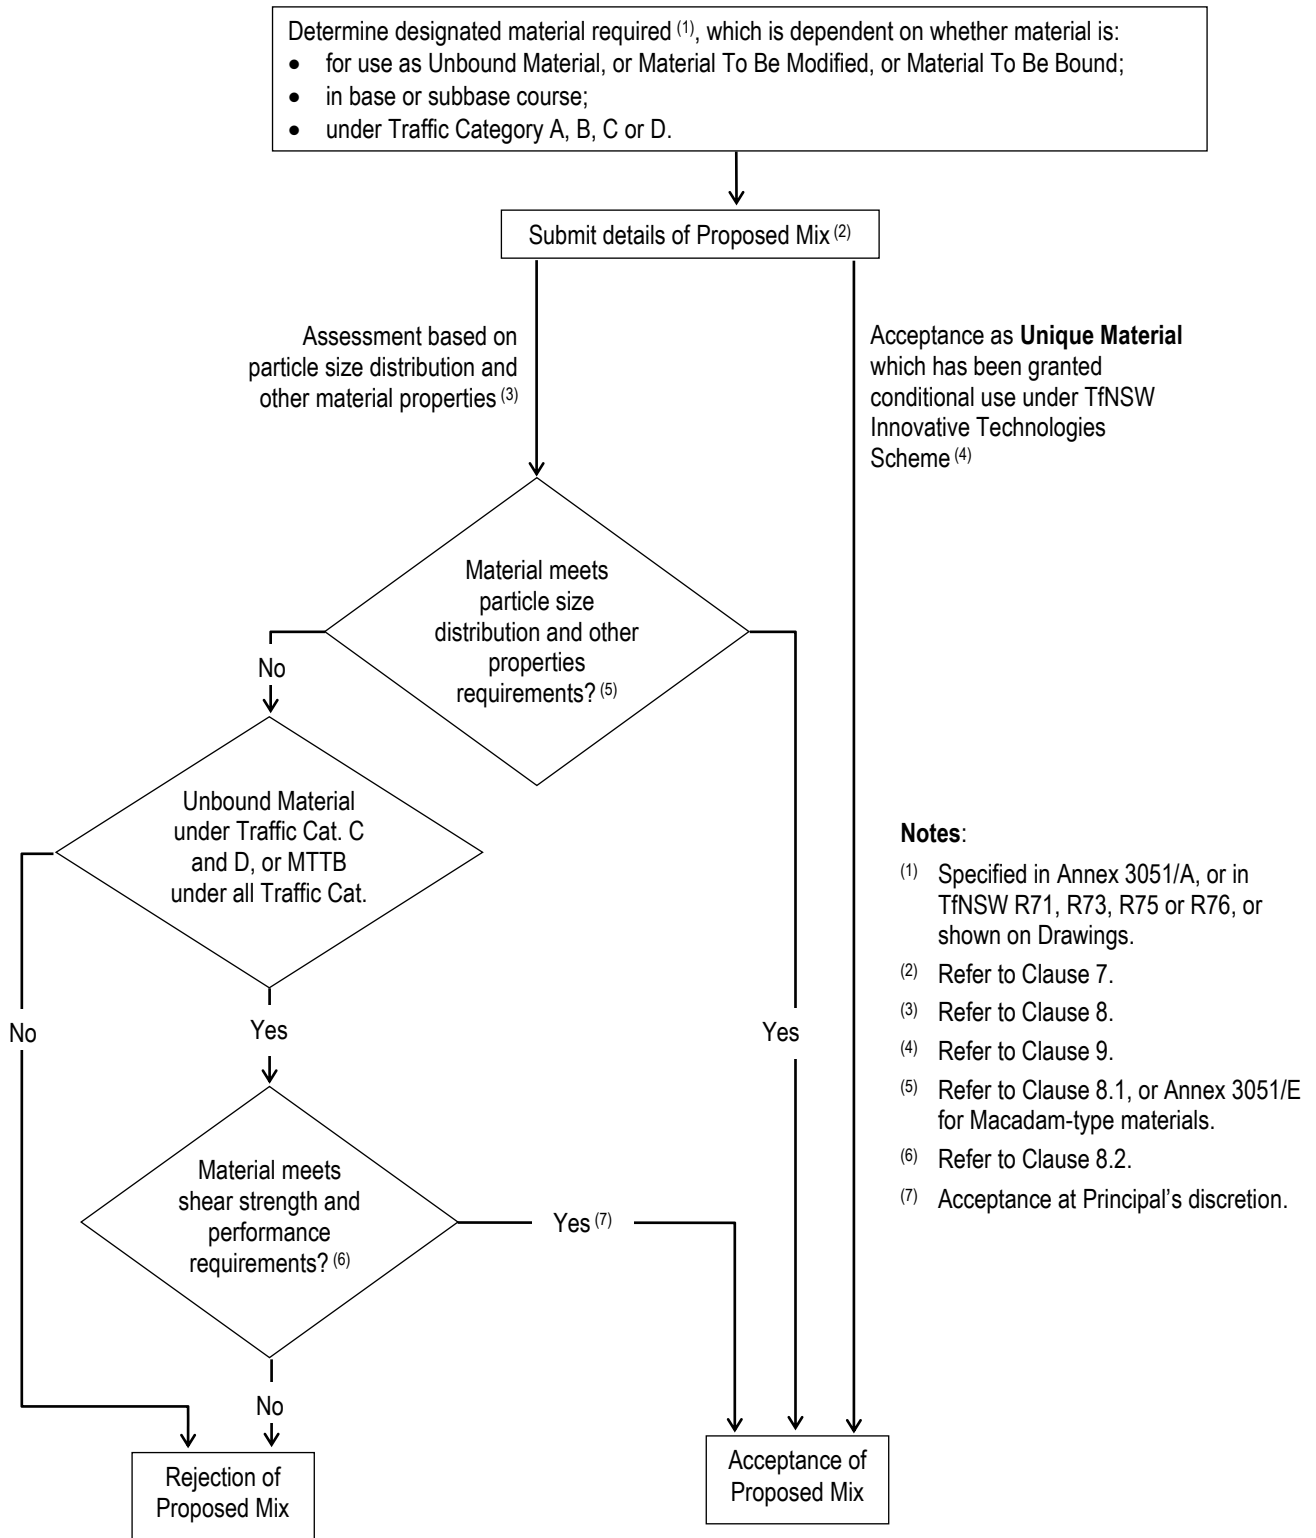 Determine designated material required (1), which is dependent on whether material is:
• for use as Unbound Material, or Material To Be Modified, or Material To Be Bound;
• in base or subbase course;
• under Traffic Category A, B, C or D.
Submit details of Proposed Mix (2)
Assessment based on
particle size distribution and
other material properties (3)
Acceptance as Unique Material
which has been granted
conditional use under TfNSW
Innovative Technologies
Scheme (4)
Material meets
particle size
distribution and other
properties
requirements? (5)
No
Unbound Material
under Traffic Cat. C
and D, or MTTB
under all Traffic Cat.
No
Yes
Yes
Material meets
shear strength and
performance
requirements? (6)
Yes (7)
No
Rejection of
Proposed Mix
Acceptance of
Proposed Mix
Notes:
(1) Specified in Annex 3051/A, or in
TfNSW R71, R73, R75 or R76, or
shown on Drawings.
(2) Refer to Clause 7.
(3) Refer to Clause 8.
(4) Refer to Clause 9.
(5) Refer to Clause 8.1, or Annex 3051/E
for Macadam-type materials.
(6) Refer to Clause 8.2.
(7) Acceptance at Principal's discretion.